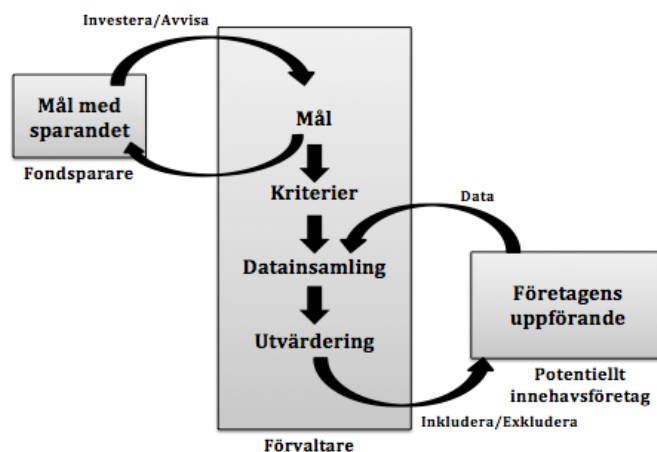 Investera/Avvisa
Mål med
sparandet
Fondsparare
Mål
Kriterier
Data
Datainsamling
Företagens
uppförande
Utvärdering
Potentiellt
innehavsföretag
Inkludera/Exkludera
Förvaltare